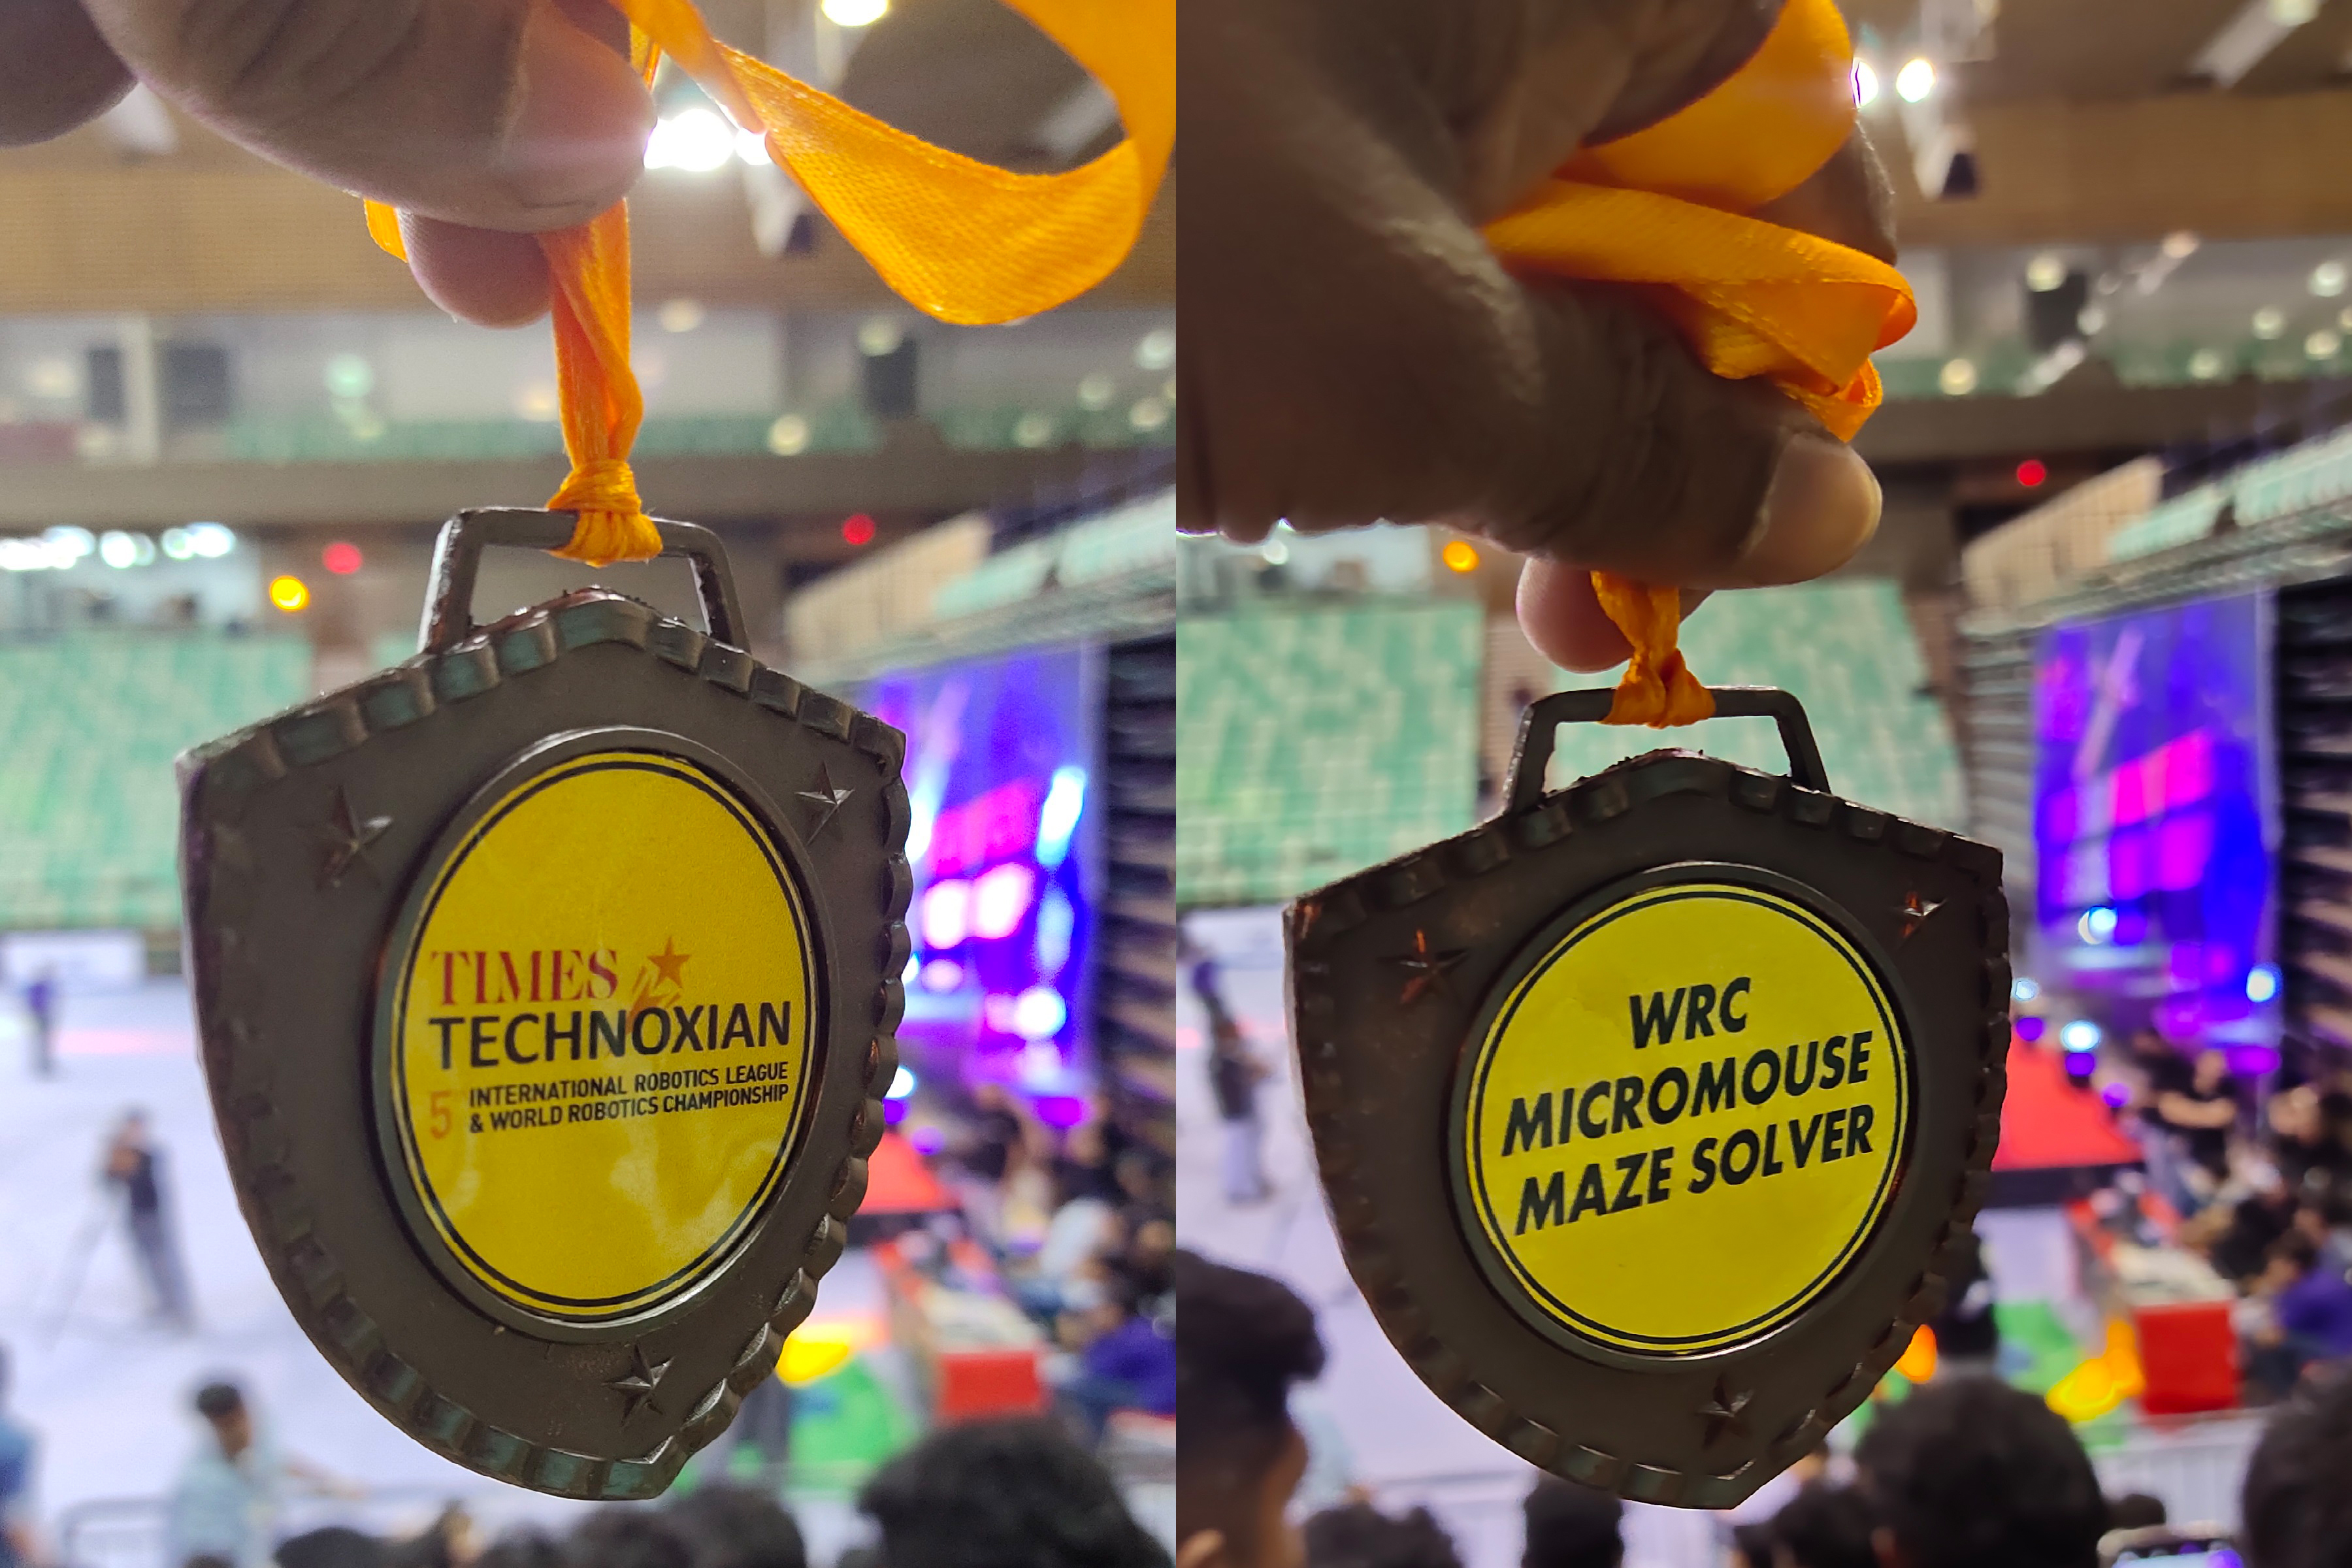 TIMES
TECHNOXIAN
5 INTERNATIONAL ROBOTICS LEAGUE
& WORLD ROBOTICS CHAMPIONSHIP
WRC
MICROMOUSE
MAZE SOLVER